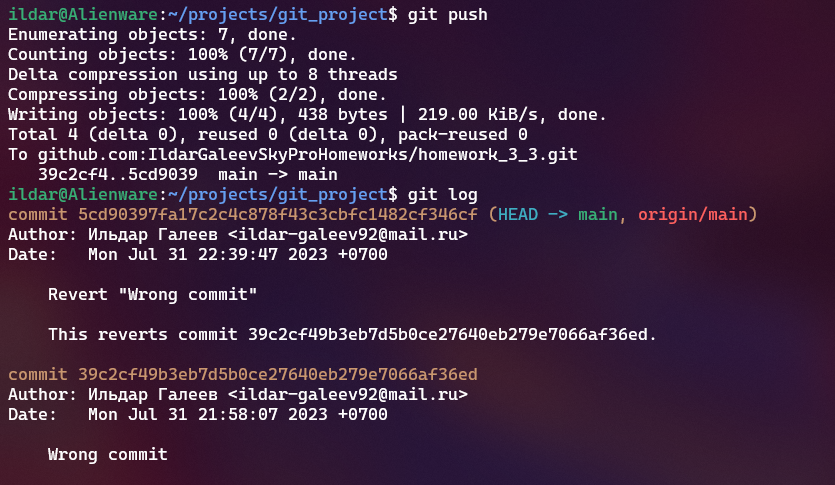 ildar@Alienware:~/projects/git_project$ git push
Enumerating objects: 7, done.
Counting objects: 100% (7/7), done.
Delta compression using up to 8 threads
Compressing objects: 100% (2/2), done.
Writing objects: 100% (4/4), 438 bytes | 219.00 KiB/s, done.
Total 4 (delta 0), reused 0 (delta 0), pack-reused 0
To github.com:IldarGaleevSkyProHomeworks/homework_3_3.git
   39c2cf4..5cd9039  main -> main
ildar@Alienware:~/projects/git_project$ git log
commit 5cd90397fa17c2c4c878f43c3cbfc1482cf346cf (HEAD -> main, origin/main)
Author: Ильдар Галеев <ildar-galeev92@mail.ru>
Date:   Mon Jul 31 22:39:47 2023 +0700
    Revert "Wrong commit"
    This reverts commit 39c2cf49b3eb7d5b0ce27640eb279e7066af36ed.
commit 39c2cf49b3eb7d5b0ce27640eb279e7066af36ed
Author: Ильдар Галеев <ildar-galeev92@mail.ru>
Date:   Mon Jul 31 21:58:07 2023 +0700
    Wrong commit